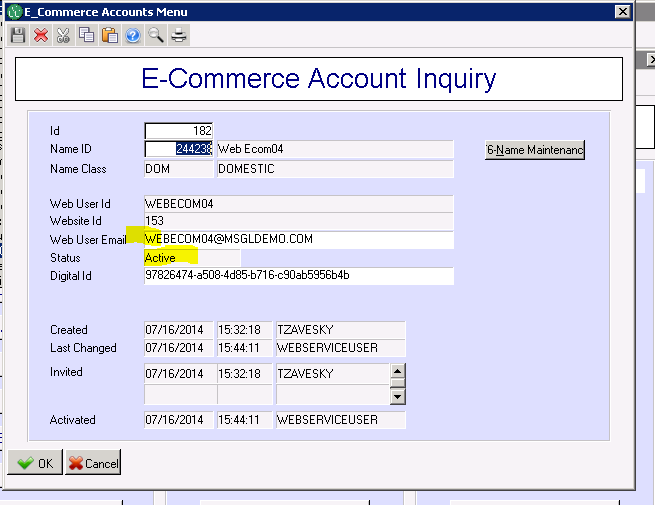 E_Commerce Accounts Menu
E-Commerce Account Inquiry
Id 182
Name ID 244238 Web Ecom04 6-Name Maintenanc
Name Class DOM DOMESTIC
Web User Id WEBECOM04
Website Id 153
Web User Email WEBECOM04@MSGLDEMO.COM
Status Active
Digital Id 97826474-a508-4d85-b716-c90ab5956b4b
Created 07/16/2014 15:32:18 TZAVESKY
Last Changed 07/16/2014 15:44:11 WEBSERVICEUSER
Invited 07/16/2014 15:32:18 TZAVESKY
Activated 07/16/2014 15:44:11 WEBSERVICEUSER
OK Cancel